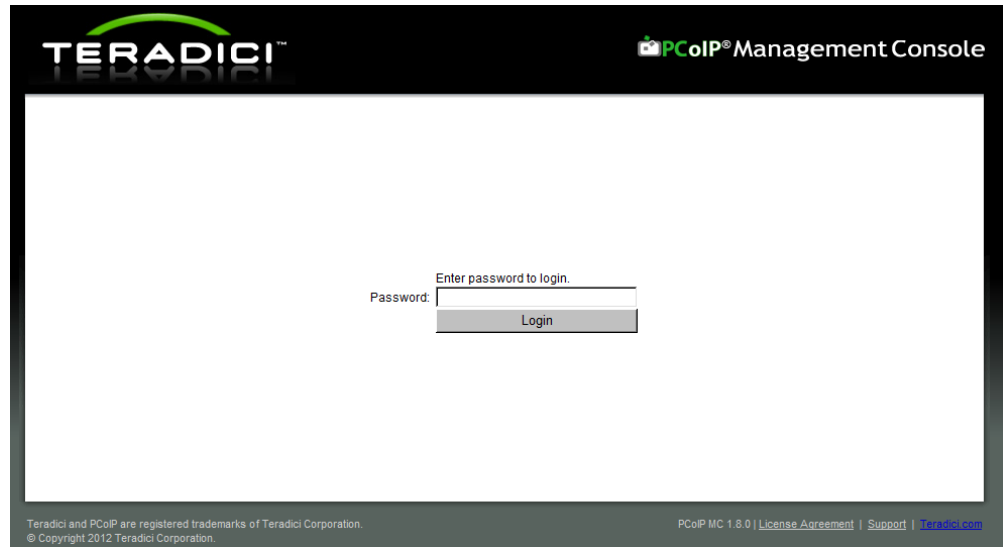 TERADICI™
PCoIP® Management Console
Enter password to login.
Password:
Login
Teradici and PCoIP are registered trademarks of Teradici Corporation.
© Copyright 2012 Teradici Corporation.
PCoIP MC 1.8.0 | License Agreement | Support | Teradici.com